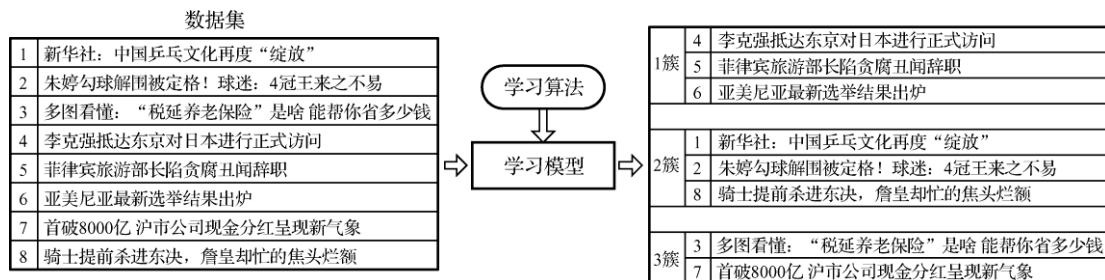 数据集
1 新华社：中国乒乓文化再度“绽放”
2 朱婷勾球解围被定格！球迷：4冠王来之不易
3 多图看懂：“税延养老保险”是啥 能帮你省多少钱
4 李克强抵达东京对日本进行正式访问
5 菲律宾旅游部长陷贪腐丑闻辞职
6 亚美尼亚最新选举结果出炉
7 首破8000亿 沪市公司现金分红呈现新气象
8 骑士提前杀进东决，詹皇却忙的焦头烂额
学习算法
学习模型
1簇
4 李克强抵达东京对日本进行正式访问
5 菲律宾旅游部长陷贪腐丑闻辞职
6 亚美尼亚最新选举结果出炉
2簇
1 新华社：中国乒乓文化再度“绽放”
2 朱婷勾球解围被定格！球迷：4冠王来之不易
8 骑士提前杀进东决，詹皇却忙的焦头烂额
3簇
3 多图看懂：“税延养老保险”是啥 能帮你省多少钱
7 首破8000亿 沪市公司现金分红呈现新气象